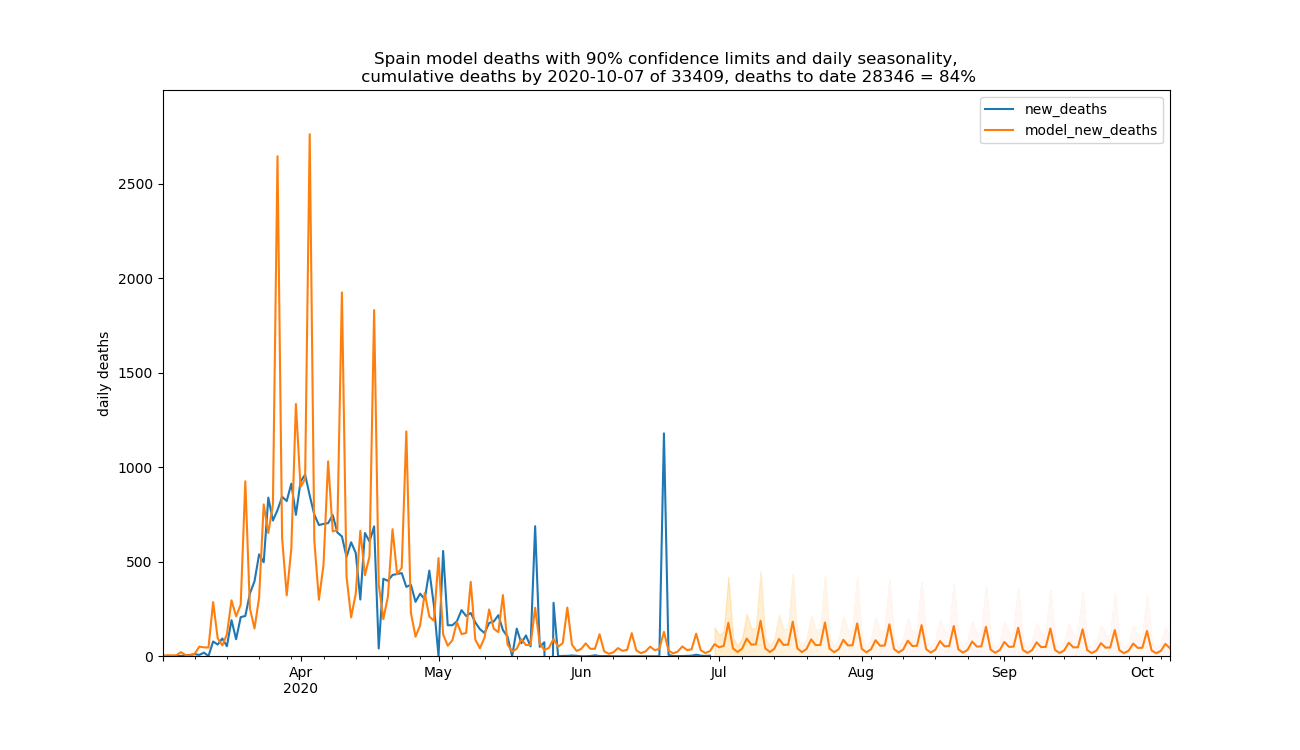 Spain model deaths with 90% confidence limits and daily seasonality,
cumulative deaths by 2020-10-07 of 33409, deaths to date 28346 = 84%
new_deaths
model_new_deaths
daily deaths
2500
2000
1500
1000
500
0
Apr
2020
May
Jun
Jul
Aug
Sep
Oct